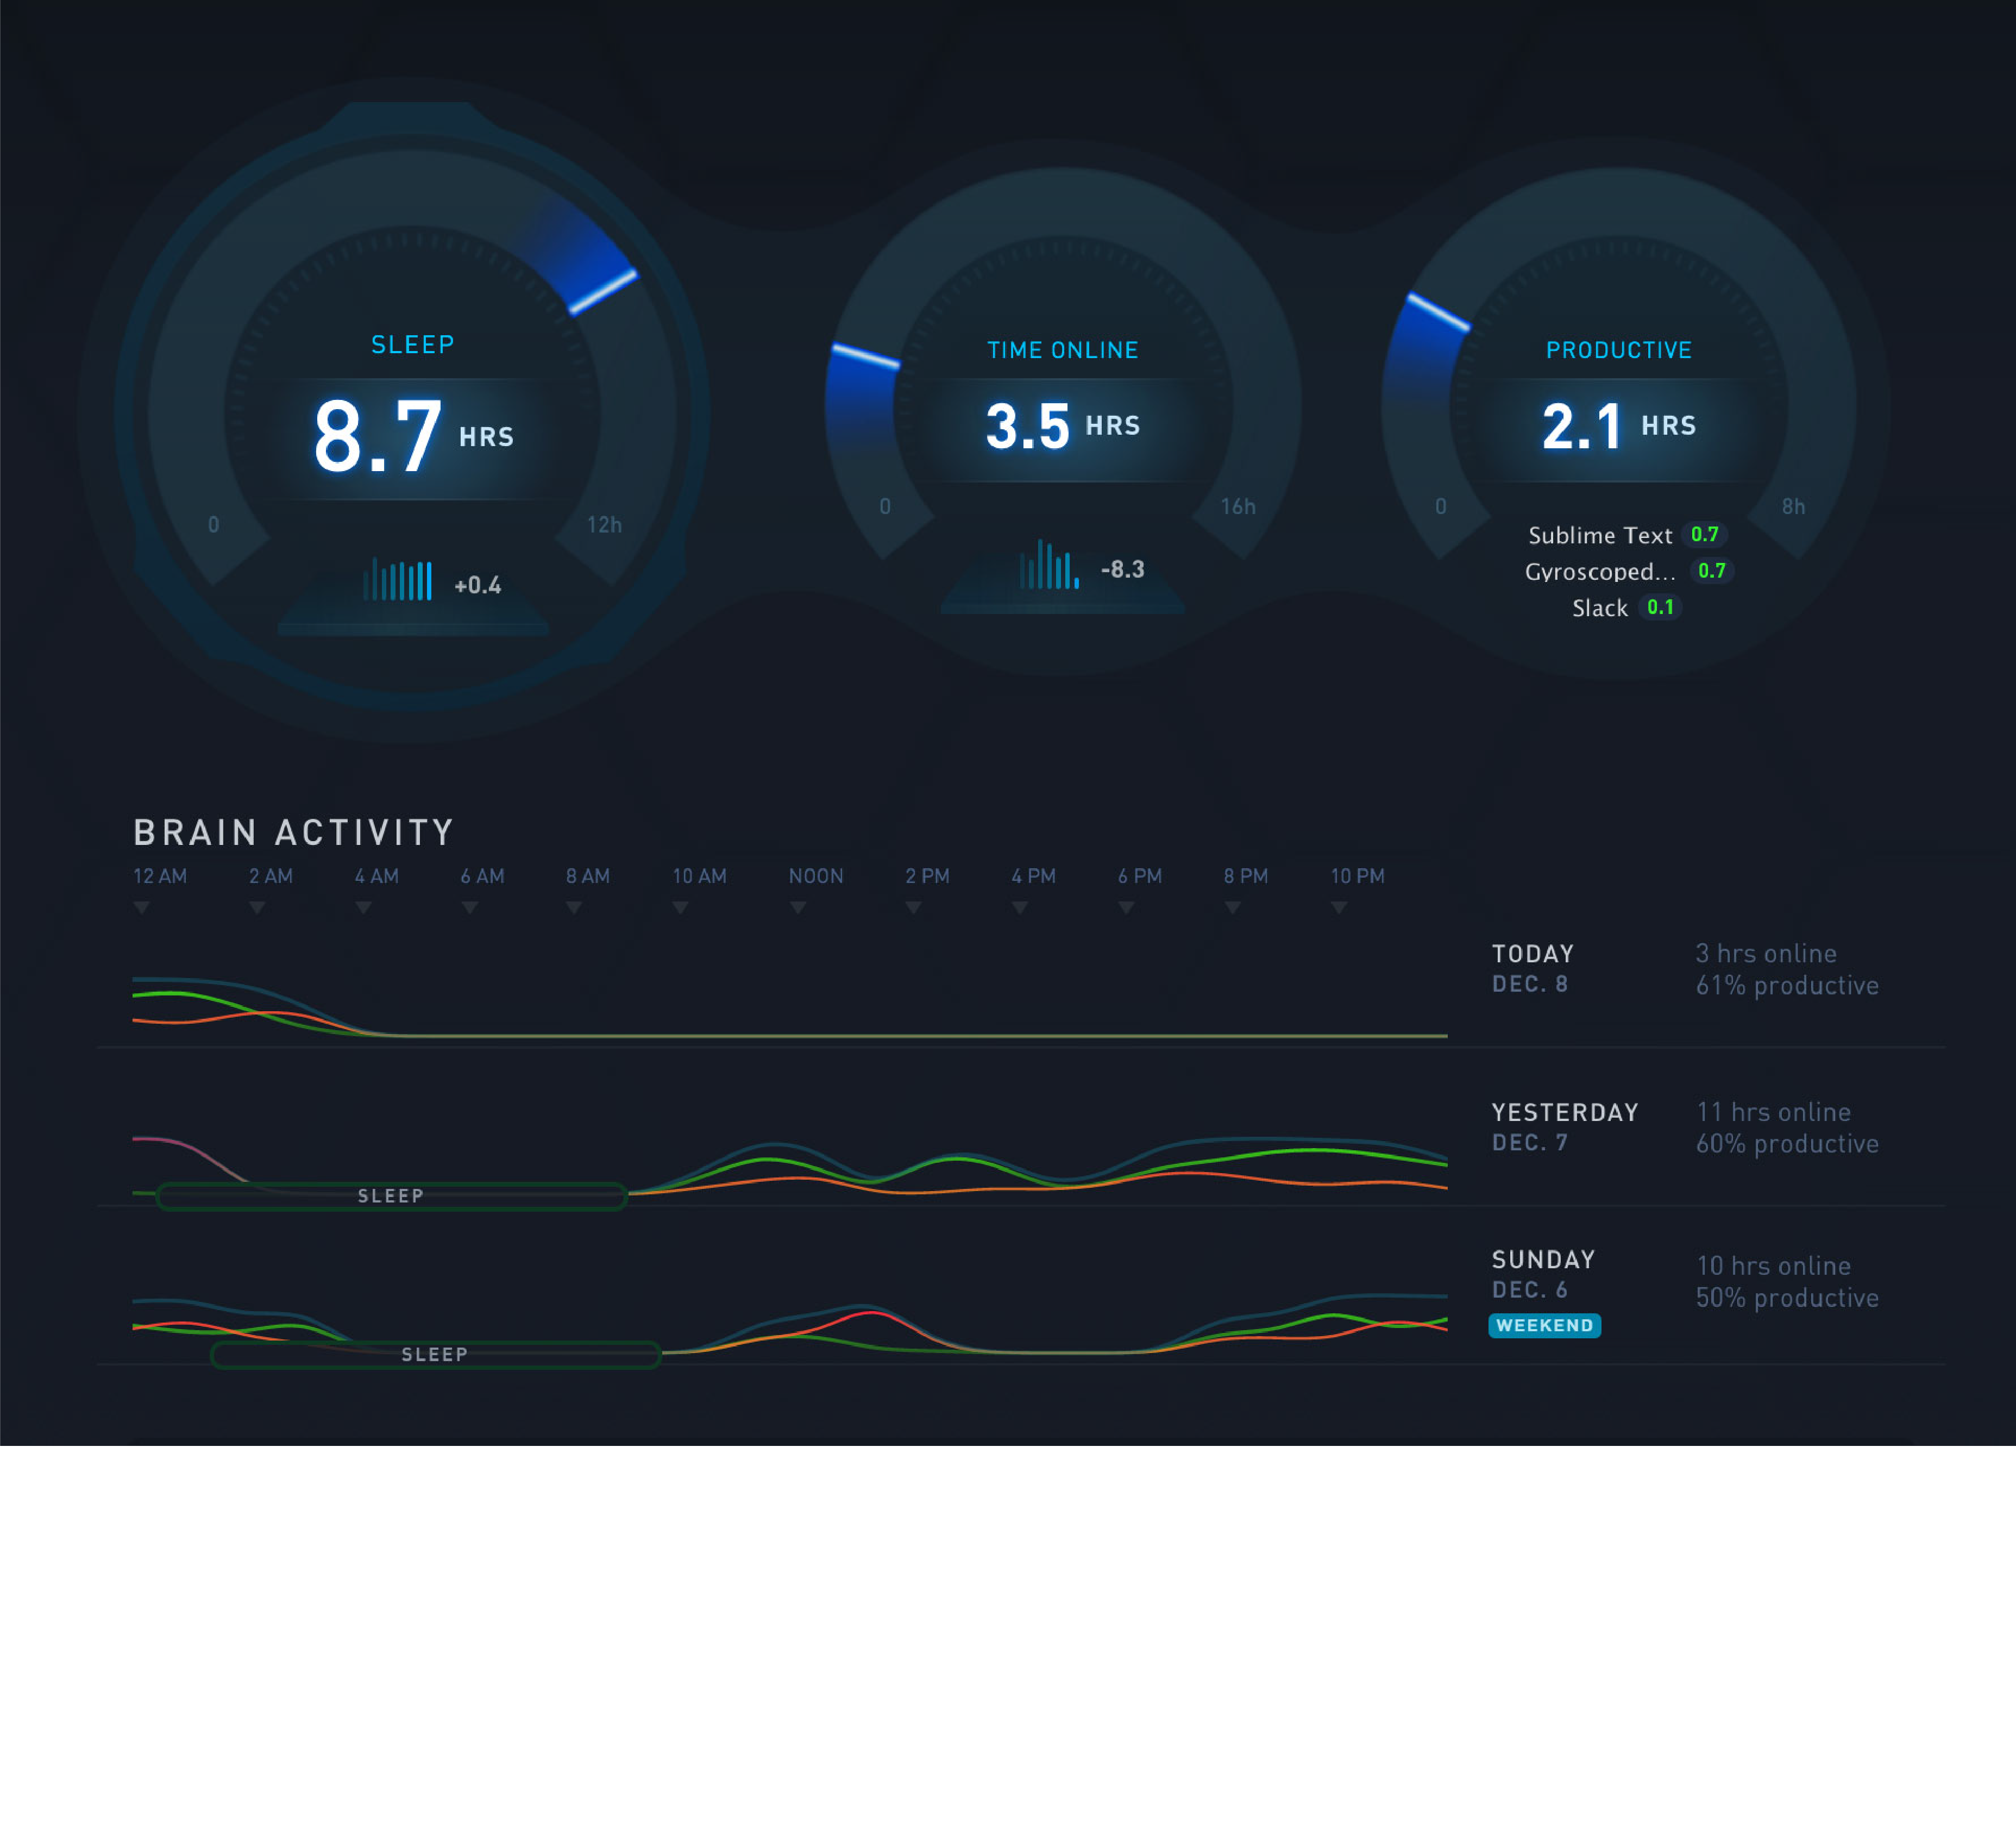 SLEEP
8.7 HRS
0 12h
+0.4
TIME ONLINE
3.5 HRS
0 16h
-8.3
PRODUCTIVE
2.1 HRS
0 8h
Sublime Text 0.7
Gyroscoped... 0.7
Slack 0.1
BRAIN ACTIVITY
12 AM 2 AM 4 AM 6 AM 8 AM 10 AM NOON 2 PM 4 PM 6 PM 8 PM 10 PM
TODAY 3 hrs online
DEC. 8 61% productive
YESTERDAY 11 hrs online
DEC. 7 60% productive
SLEEP
SUNDAY 10 hrs online
DEC. 6 50% productive
WEEKEND
SLEEP